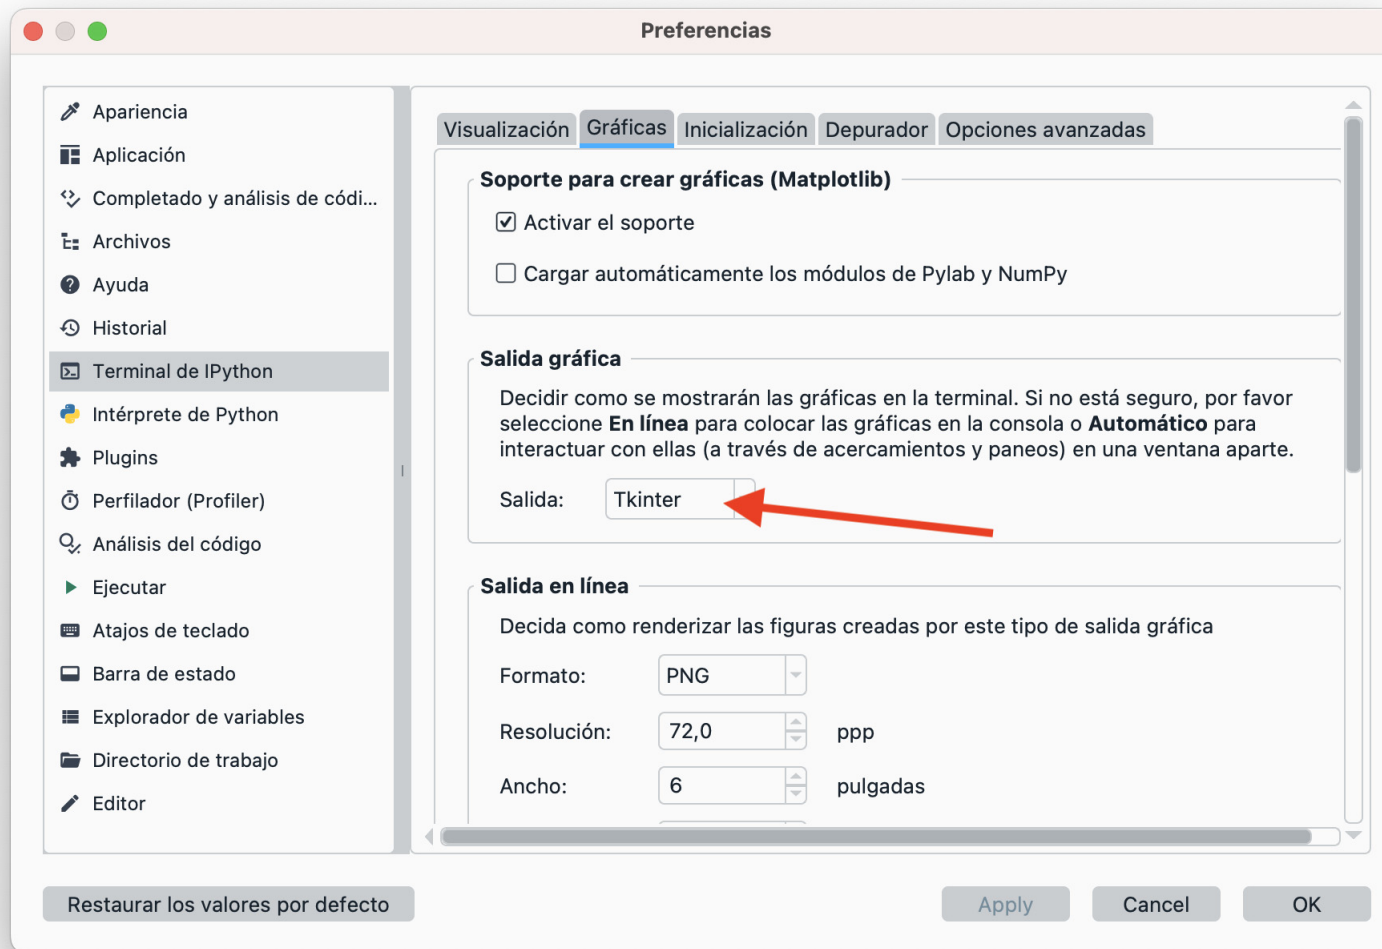 Preferencias
Apariencia
Aplicación
Completado y análisis de códi...
Archivos
Ayuda
Historial
Terminal de IPython
Intérprete de Python
Plugins
Perfilador (Profiler)
Análisis del código
Ejecutar
Atajos de teclado
Barra de estado
Explorador de variables
Directorio de trabajo
Editor
Visualización Gráficas Inicialización Depurador Opciones avanzadas
Soporte para crear gráficas (Matplotlib)
Activar el soporte
Cargar automáticamente los módulos de Pylab y NumPy
Salida gráfica
Decidir como se mostrarán las gráficas en la terminal. Si no está seguro, por favor
seleccione En línea para colocar las gráficas en la consola o Automático para
interactuar con ellas (a través de acercamientos y paneos) en una ventana aparte.
Salida: Tkinter
Salida en línea
Decida como renderizar las figuras creadas por este tipo de salida gráfica
Formato: PNG
Resolución: 72,0 ppp
Ancho: 6 pulgadas
Restaurar los valores por defecto
Apply Cancel OK